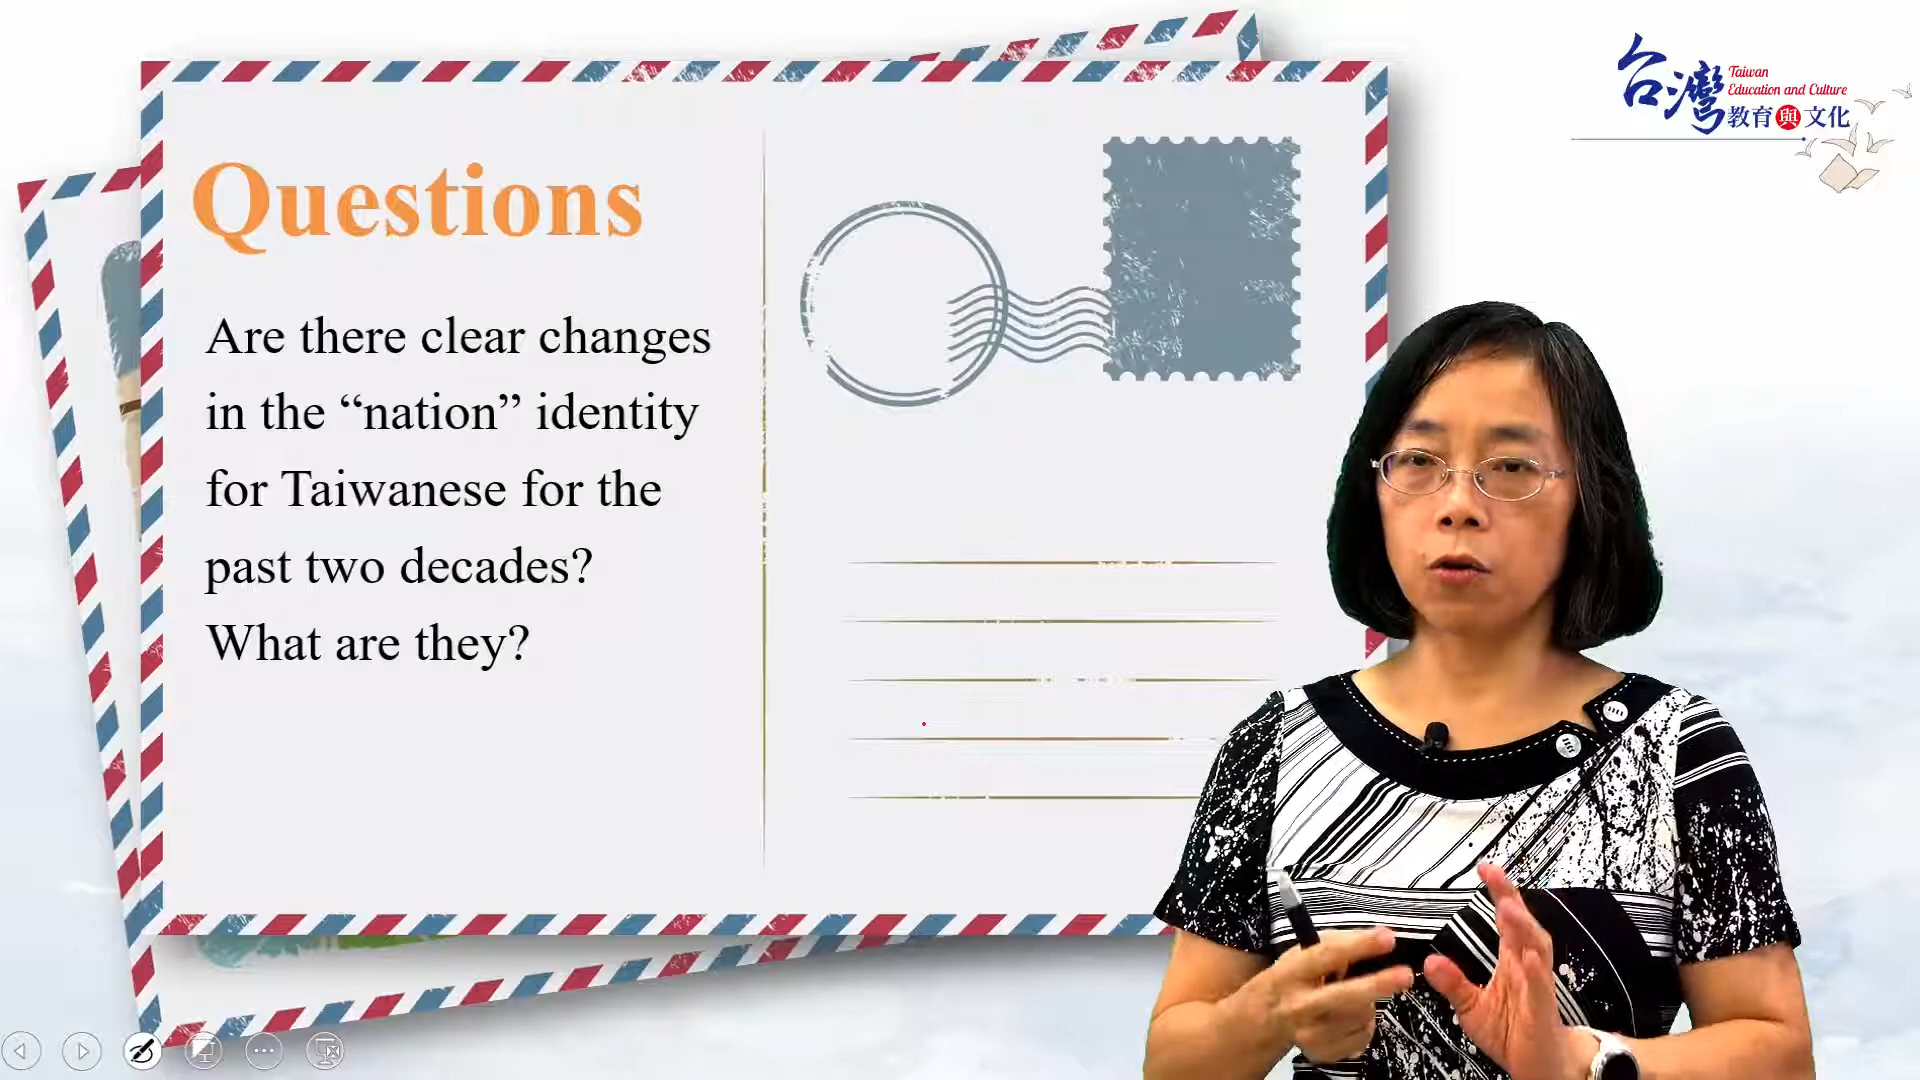 Questions
Are there clear changes
in the “nation” identity
for Taiwanese for the
past two decades?
What are they?
台灣
Taiwan
Education and Culture
教育與文化